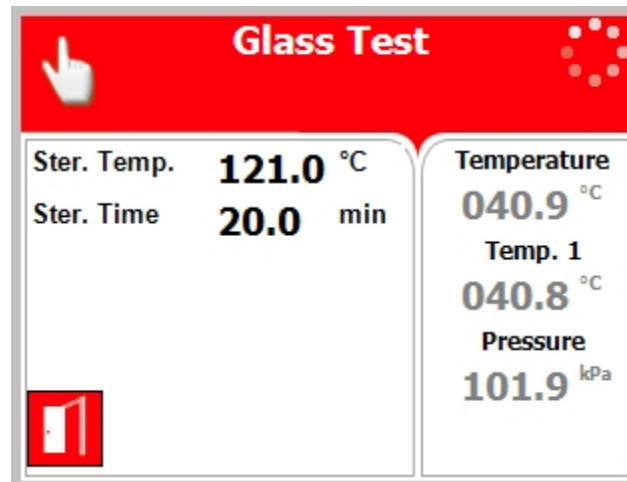 Glass Test
Ster. Temp. 121.0 °C
Ster. Time 20.0 min
Temperature
040.9 °C
Temp. 1
040.8 °C
Pressure
101.9 kPa